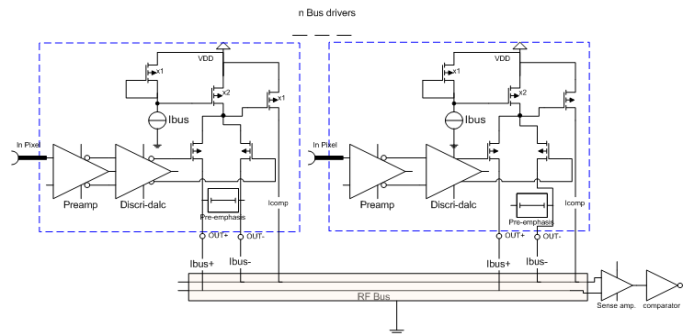 n Bus drivers
VDD
VDD
x1
x1
x2
x1
x2
Ibus
Ibus
In Pixel
In Pixel
Preamp
Discri-dalc
Icomp
Preamp
Discri-dalc
Icomp
Pre-emphasis
Pre-emphasis
OUT+
OUT-
OUT+
OUT-
Ibus+
Ibus-
Ibus+
Ibus-
RF Bus
Sense amp.
comparator